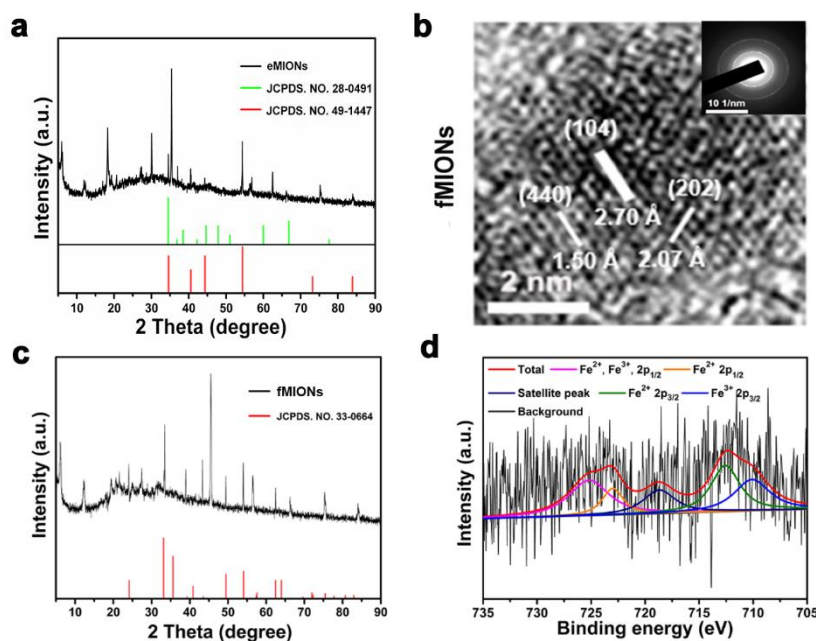 a
eMIONs
JCPDS. NO. 28-0491
JCPDS. NO. 49-1447
Intensity (a.u.)
10 20 30 40 50 60 70 80 90
2 Theta (degree)
b
fMIONs
10 1/nm
(104)
2.70 Å
(440)
1.50 Å
(202)
2.07 Å
2 nm
c
fMIONs
JCPDS. NO. 33-0664
Intensity (a.u.)
10 20 30 40 50 60 70 80 90
2 Theta (degree)
d
Total Fe²⁺, Fe³⁺, 2p₁/₂ Fe²⁺ 2p₁/₂
Satellite peak Fe²⁺ 2p₃/₂ Fe³⁺ 2p₃/₂
Background
Intensity (a.u.)
735 730 725 720 715 710 705
Binding energy (eV)